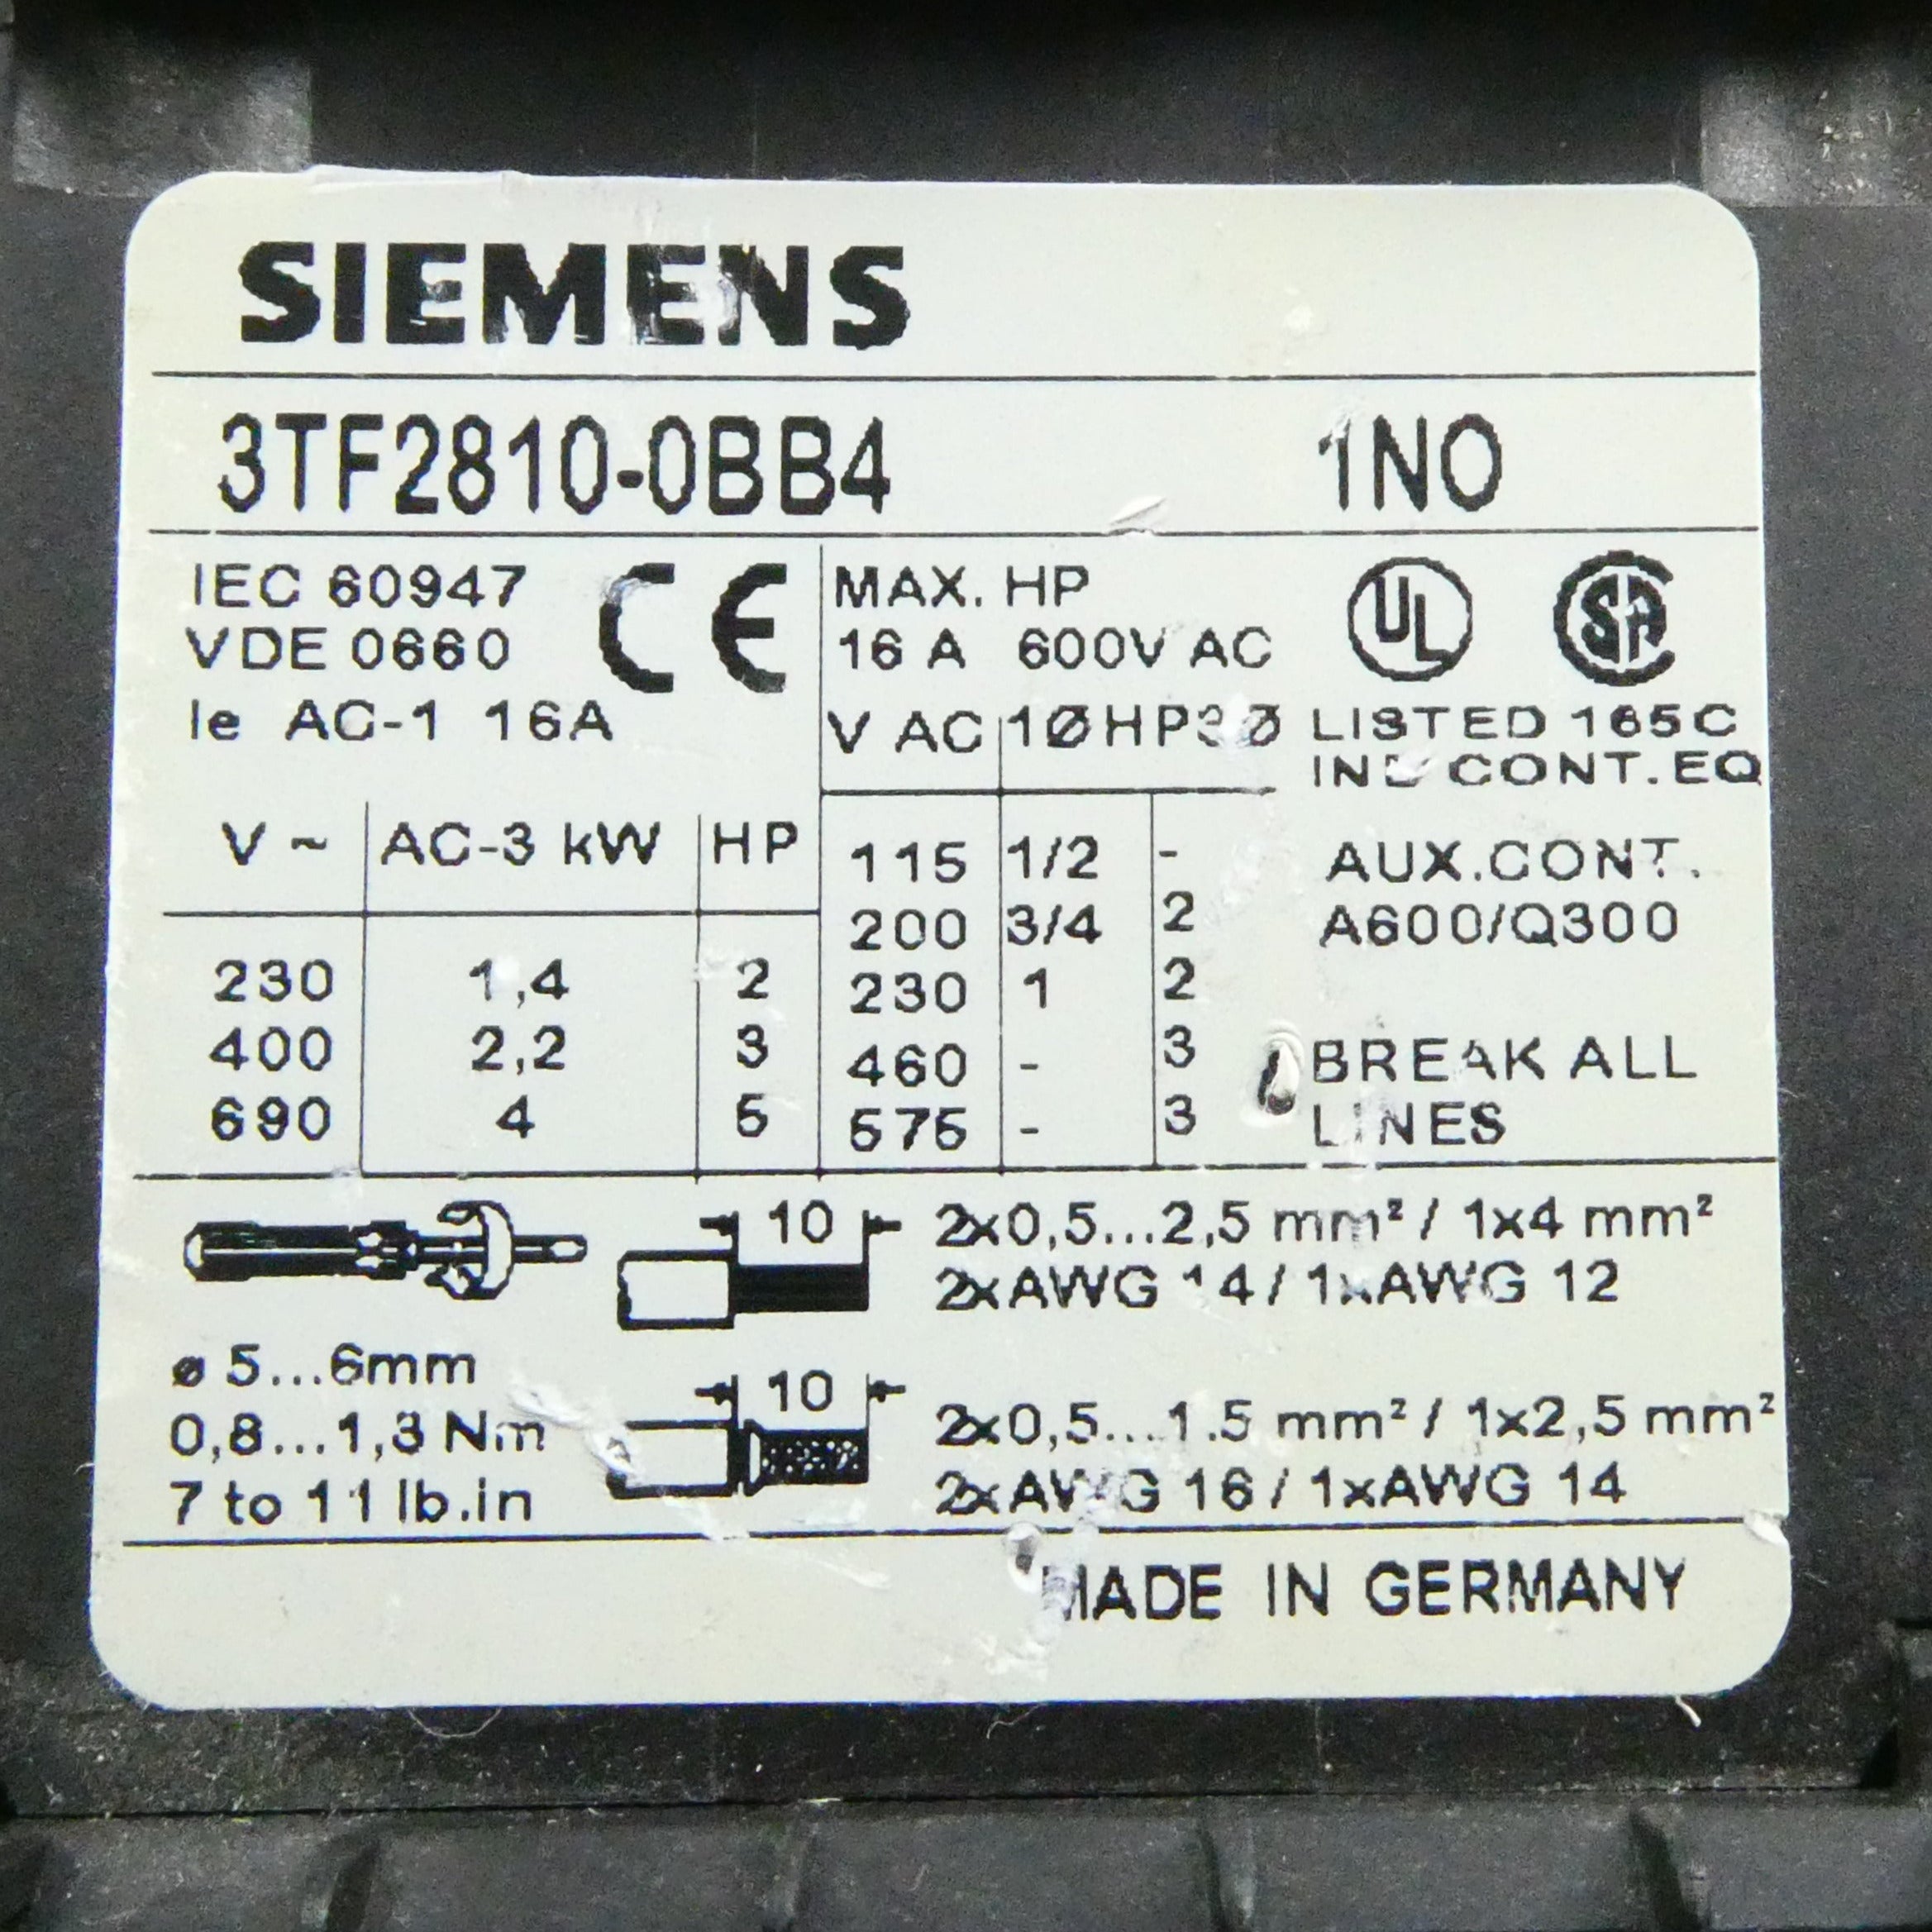 SIEMENS
3TF2810-0BB4 1NO
IEC 60947
VDE 0660
CE
Ie AC-1 16A
V ~ AC-3 kW HP
230 1,4 2
400 2,2 3
690 4 5
MAX. HP
16 A 600V AC
V AC 1Ø HP 3Ø
115 1/2 -
200 3/4 2
230 1 2
460 - 3
575 - 3
UL SA
LISTED 165C
IND CONT.EQ
AUX.CONT.
A600/Q300
BREAK ALL
LINES
ø 5...6mm
0,8...1,3 Nm
7 to 11 lb.in
10 2x0,5...2,5 mm² / 1x4 mm²
2xAWG 14 / 1xAWG 12
10 2x0,5...1.5 mm² / 1x2,5 mm²
2xAWG 16 / 1xAWG 14
MADE IN GERMANY